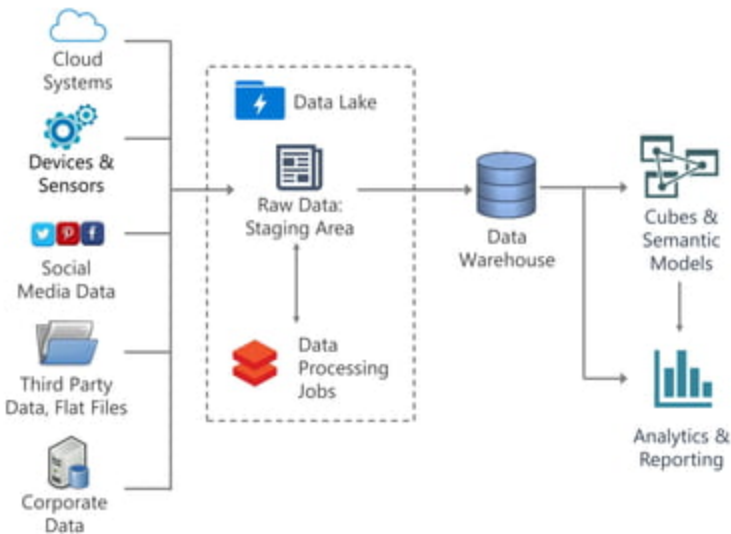 Cloud
Systems
Devices &
Sensors
Social
Media Data
Third Party
Data, Flat Files
Corporate
Data
Data Lake
Raw Data:
Staging Area
Data
Processing
Jobs
Data
Warehouse
Cubes &
Semantic
Models
Analytics &
Reporting